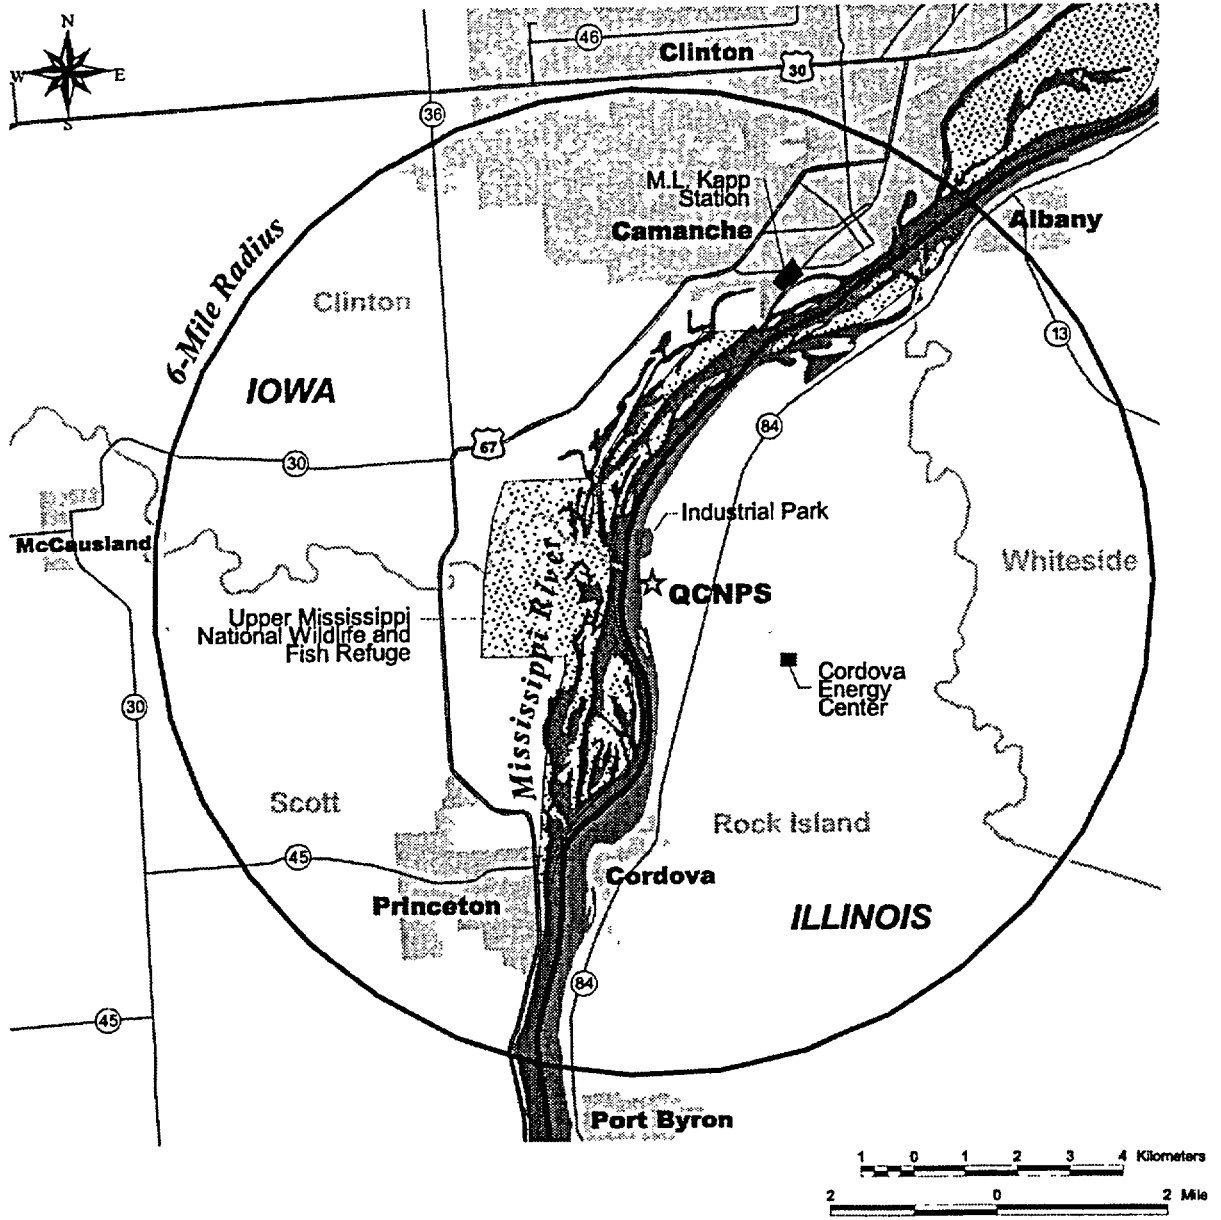 N
46
Clinton
30
W
E
36
S
M.L. Kapp
Station
Camanche
Albany
6-Mile Radius
Clinton
13
IOWA
84
67
30
Industrial Park
McCausland
Whiteside
QCNPS
Upper Mississippi
National Wildlife and
Fish Refuge
Mississippi River
Cordova
Energy
Center
30
Scott
Rock Island
45
Cordova
Princeton
ILLINOIS
84
45
Port Byron
1 0 1 2 3 4 Kilometers
2 0 2 Mile